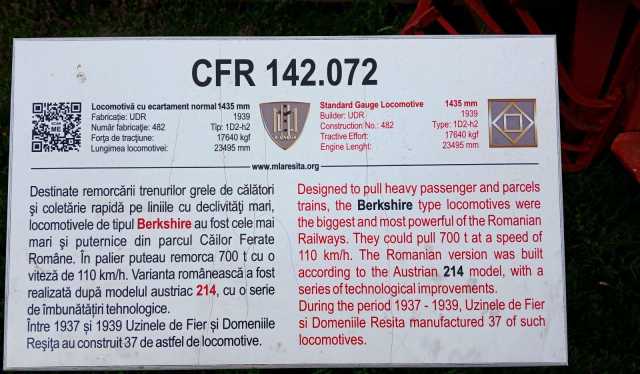 CFR 142.072
Locomotivă cu ecartament normal 1435 mm
Fabricație: UDR 1939
Număr fabricație: 482 Tip: 1D2-h2
Forța de tracțiune: 17640 kgf
Lungimea locomotivei: 23495 mm
Standard Gauge Locomotive 1435 mm
Builder: UDR 1939
Construction No.: 482 Type: 1D2-h2
Tractive Effort: 17640 kgf
Engine Lenght: 23495 mm
www.mlaresita.org
Destinate remorcării trenurilor grele de călători
și coletărie rapidă pe liniile cu declivități mari,
locomotivele de tipul Berkshire au fost cele mai
mari și puternice din parcul Căilor Ferate
Române. În palier puteau remorca 700 t cu o
viteză de 110 km/h. Varianta românească a fost
realizată după modelul austriac 214, cu o serie
de îmbunătățiri tehnologice.
Între 1937 și 1939 Uzinele de Fier și Domeniile
Reșița au construit 37 de astfel de locomotive.
Designed to pull heavy passenger and parcels
trains, the Berkshire type locomotives were
the biggest and most powerful of the Romanian
Railways. They could pull 700 t at a speed of
110 km/h. The Romanian version was built
according to the Austrian 214 model, with a
series of technological improvements.
During the period 1937 - 1939, Uzinele de Fier
si Domeniile Resita manufactured 37 of such
locomotives.